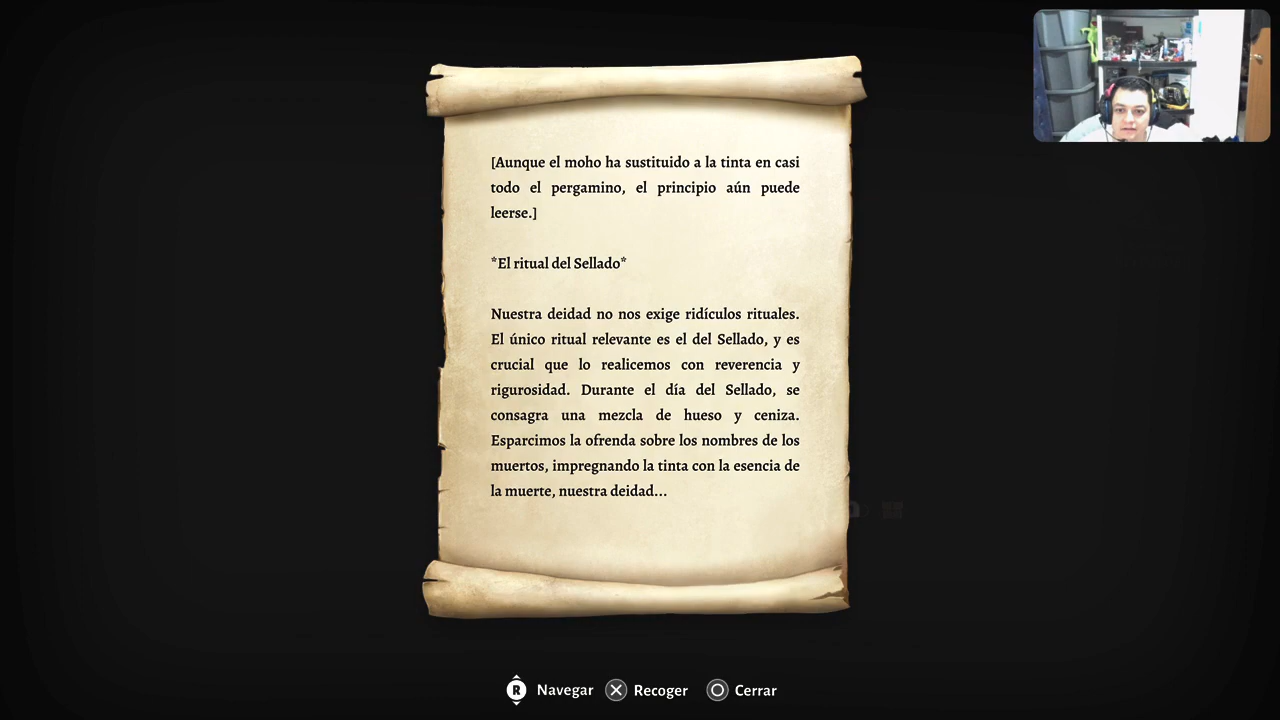 [Aunque el moho ha sustituido a la tinta en casi
todo el pergamino, el principio aún puede
leerse.]
*El ritual del Sellado*
Nuestra deidad no nos exige ridículos rituales.
El único ritual relevante es el del Sellado, y es
crucial que lo realicemos con reverencia y
rigurosidad. Durante el día del Sellado, se
consagra una mezcla de hueso y ceniza.
Esparcimos la ofrenda sobre los nombres de los
muertos, impregnando la tinta con la esencia de
la muerte, nuestra deidad...
R Navegar Recoger Cerrar